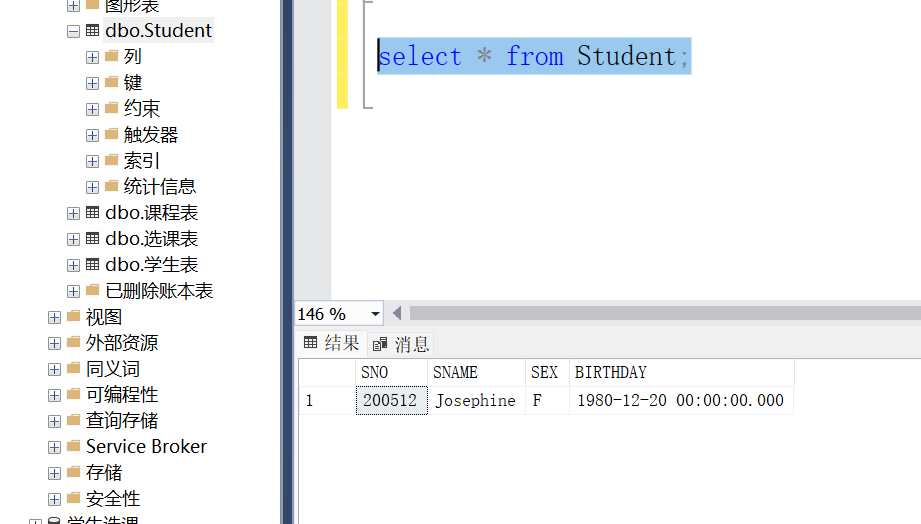 图形表
dbo.Student
列
键
约束
触发器
索引
统计信息
dbo.课程表
dbo.选课表
dbo.学生表
已删除账本表
视图
外部资源
同义词
可编程性
查询存储
Service Broker
存储
安全性
学生选课
select * from Student;
146 %
结果 消息
SNO SNAME SEX BIRTHDAY
1 200512 Josephine F 1980-12-20 00:00:00.000